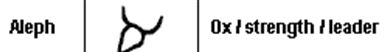 Aleph 𐤀 Ox / strength / leader